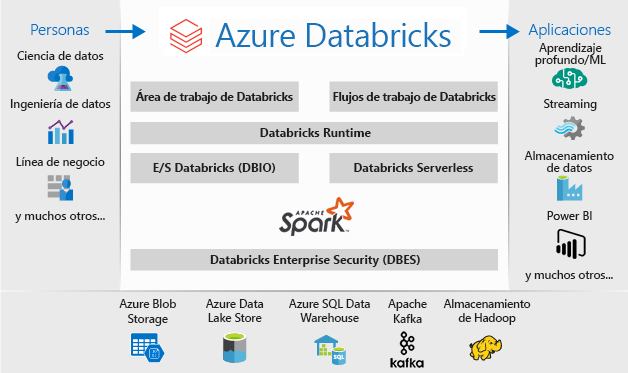 Personas
Azure Databricks
Aplicaciones
Ciencia de datos
Ingeniería de datos
Línea de negocio
y muchos otros...
Área de trabajo de Databricks
Flujos de trabajo de Databricks
Databricks Runtime
E/S Databricks (DBIO)
Databricks Serverless
APACHE
Spark™
Databricks Enterprise Security (DBES)
Aprendizaje
profundo/ML
Streaming
Almacenamiento
de datos
Power BI
y muchos otros...
Azure Blob
Storage
Azure Data
Lake Store
Azure SQL Data
Warehouse
SQL
Apache
Kafka
kafka
Almacenamiento
de Hadoop